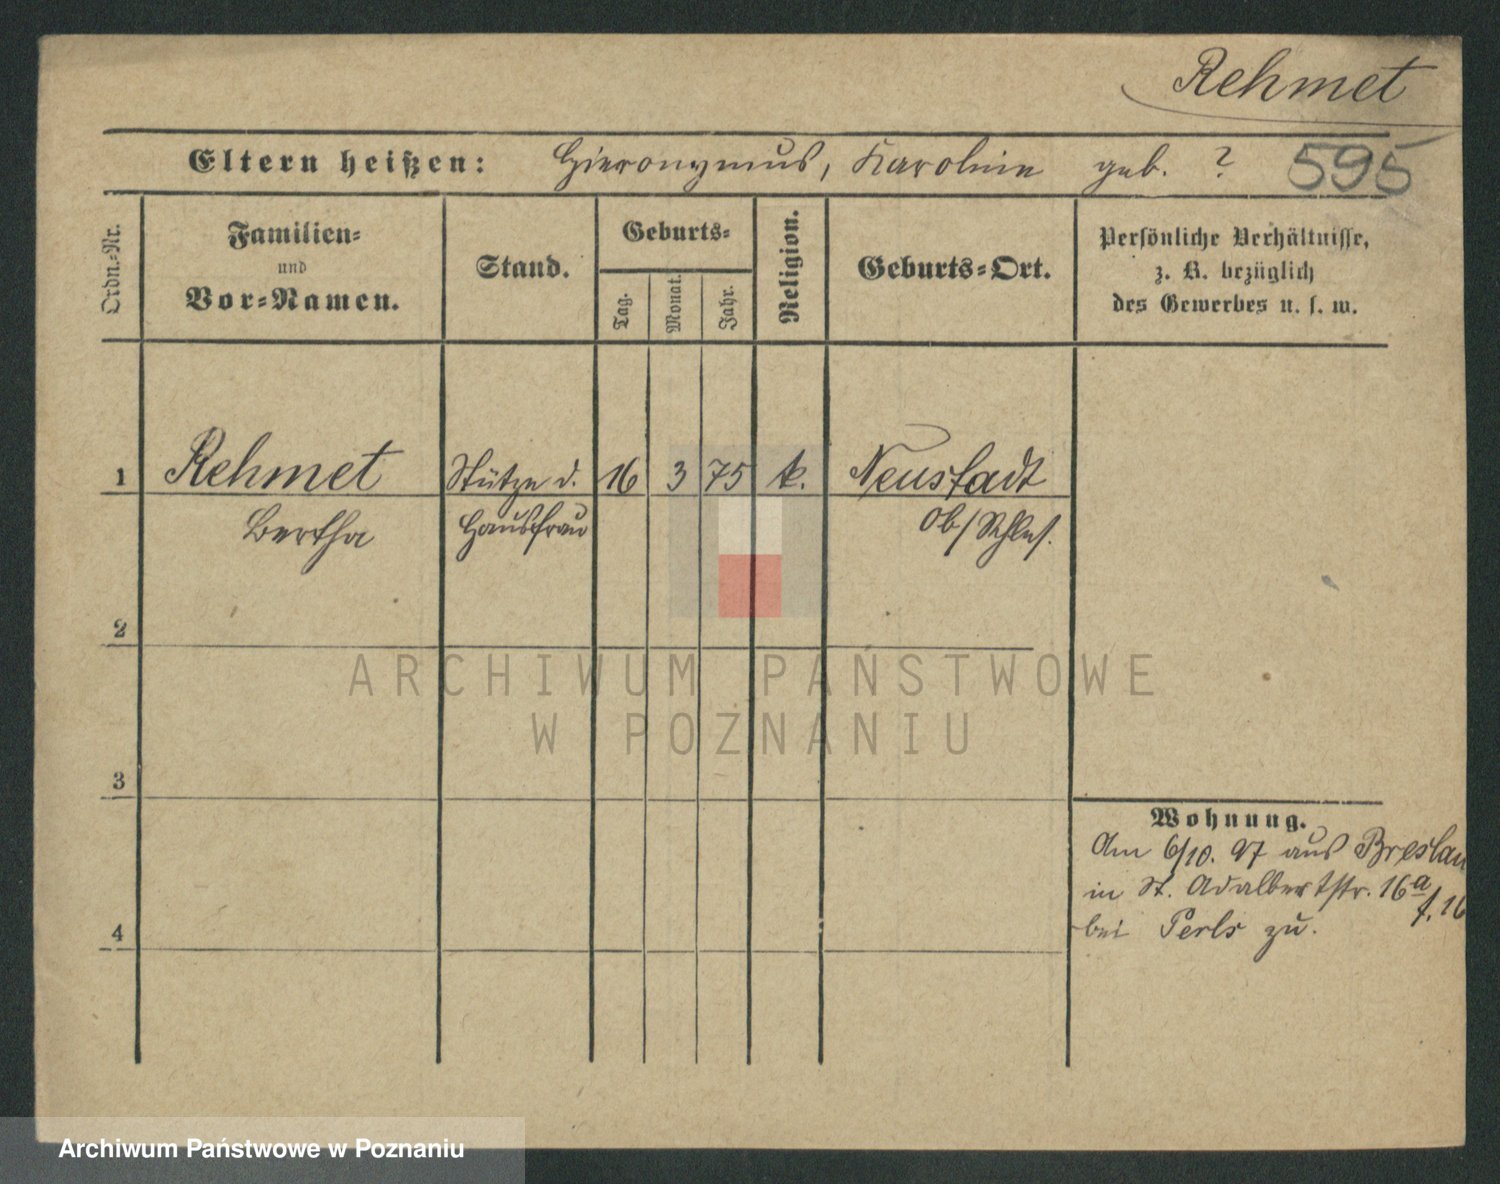 Rehmet
Eltern heißen: Hieronymus, Karoline geb. ? 595
Ordn.-Nr.
Familien-
und
Vor-Namen.
Stand.
Geburts-
Tag.
Monat.
Jahr.
Religion.
Geburts-Ort.
Persönliche Verhältnisse,
z. B. bezüglich
des Gewerbes u. s. w.
1 Rehmet Stütze d. 16 3 75 k. Neustadt
Bertha Hausfrau Ob/Schles.
2
3
4
Wohnung.
Am 6/10. 97 aus Breslau
in St. Adalbertstr. 16a f. 16
bei Perls zu.
ARCHIWUM PAŃSTWOWE
W POZNANIU
Archiwum Państwowe w Poznaniu